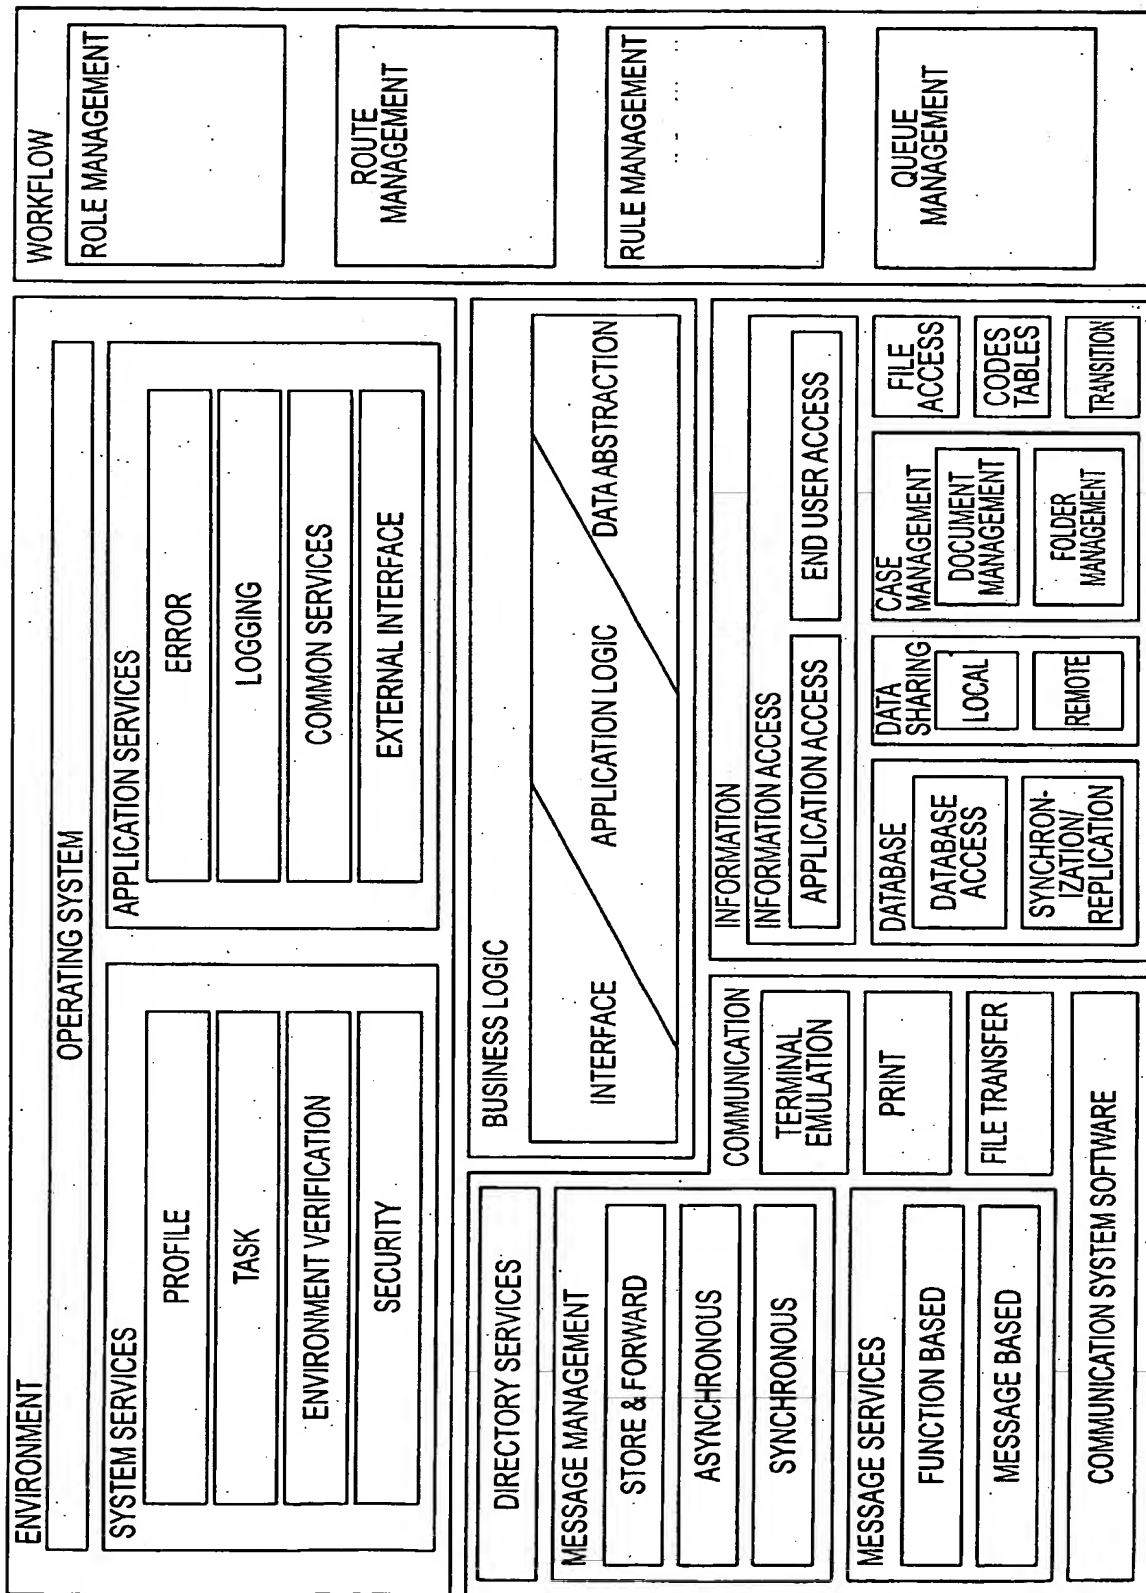 ENVIRONMENT
OPERATING SYSTEM
SYSTEM SERVICES
PROFILE
TASK
ENVIRONMENT VERIFICATION
SECURITY
APPLICATION SERVICES
ERROR
LOGGING
COMMON SERVICES
EXTERNAL INTERFACE
WORKFLOW
ROLE MANAGEMENT
ROUTE
MANAGEMENT
RULE MANAGEMENT
QUEUE
MANAGEMENT
BUSINESS LOGIC
INTERFACE
APPLICATION LOGIC
DATA ABSTRACTION
DIRECTORY SERVICES
MESSAGE MANAGEMENT
STORE & FORWARD
ASYNCHRONOUS
SYNCHRONOUS
MESSAGE SERVICES
FUNCTION BASED
MESSAGE BASED
COMMUNICATION
TERMINAL
EMULATION
PRINT
FILE TRANSFER
COMMUNICATION SYSTEM SOFTWARE
INFORMATION
INFORMATION ACCESS
APPLICATION ACCESS
END USER ACCESS
DATABASE
DATABASE
ACCESS
SYNCHRON-
IZATION/
REPLICATION
DATA
SHARING
LOCAL
REMOTE
CASE
MANAGEMENT
DOCUMENT
MANAGEMENT
FOLDER
MANAGEMENT
FILE
ACCESS
CODES
TABLES
TRANSITION